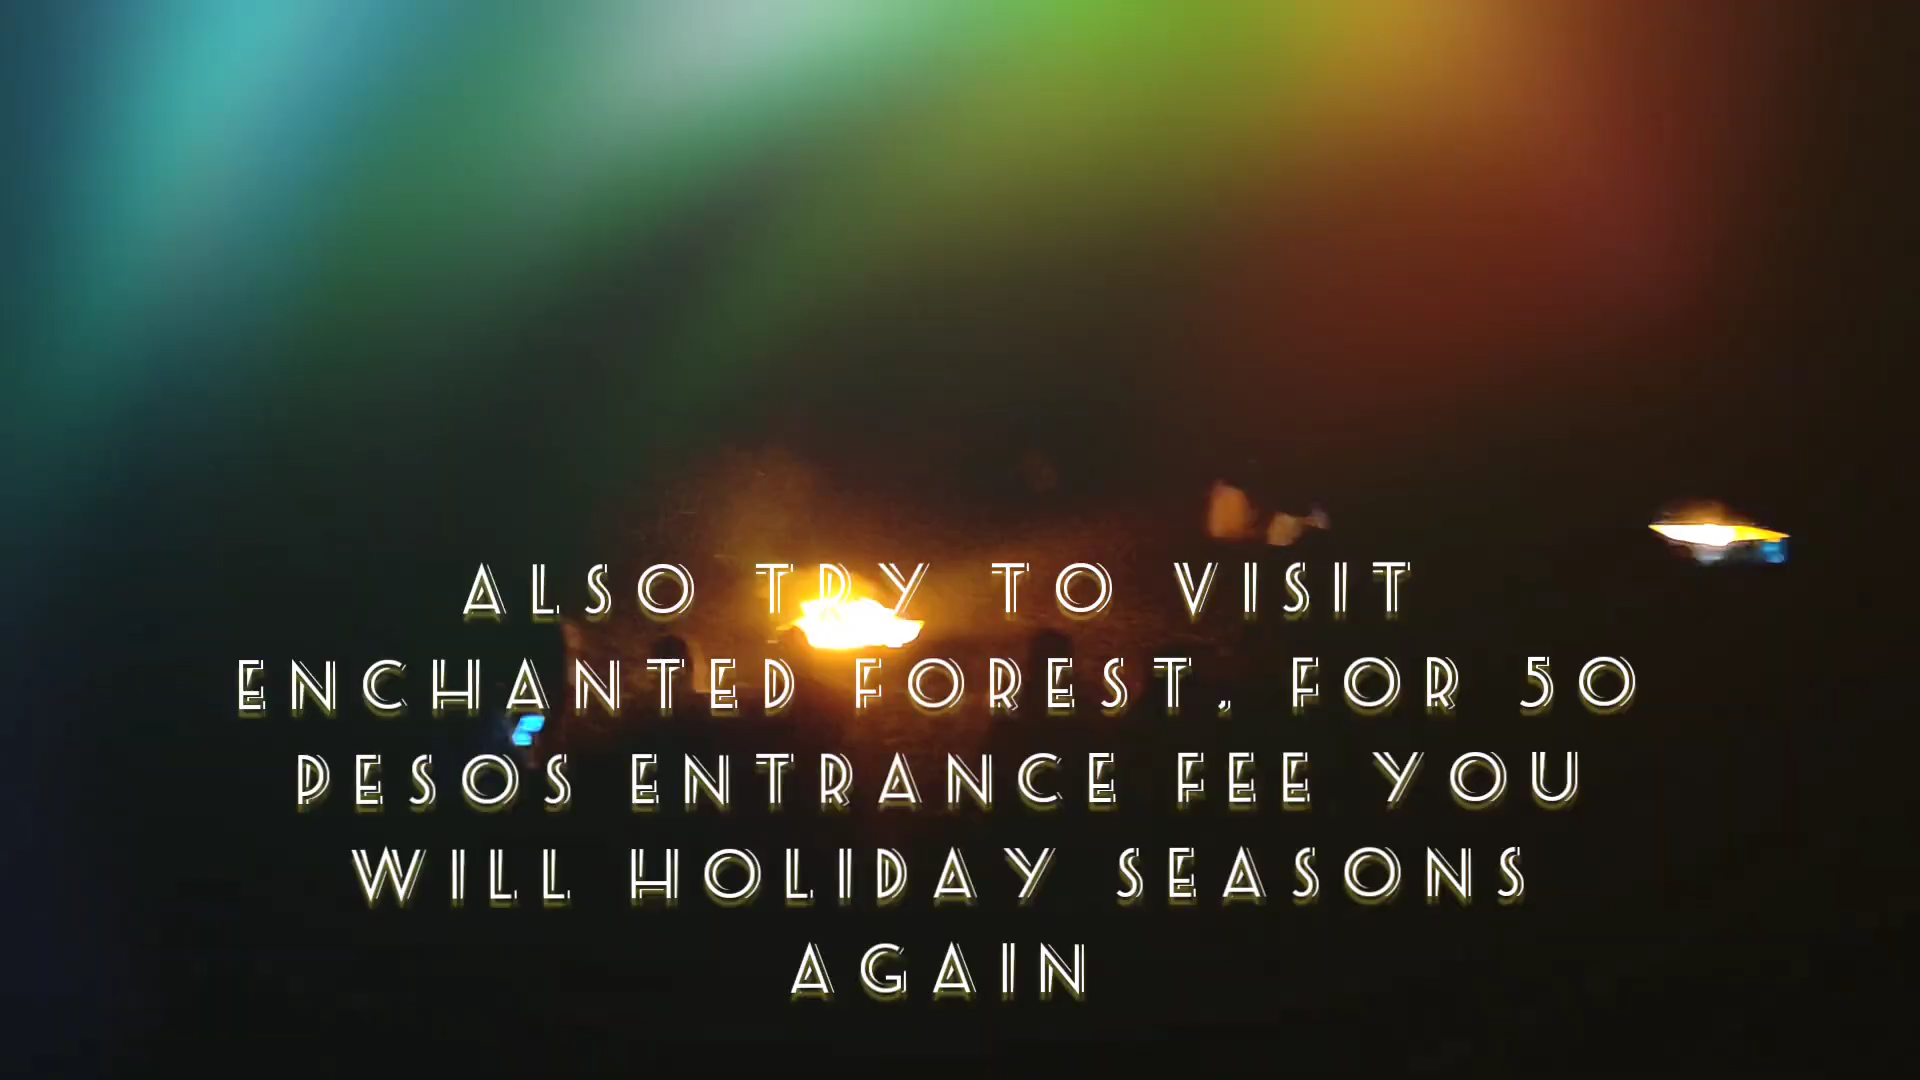 ALSO TRY TO VISIT
ENCHANTED FOREST, FOR 50
PESOS ENTRANCE FEE YOU
WILL HOLIDAY SEASONS
AGAIN